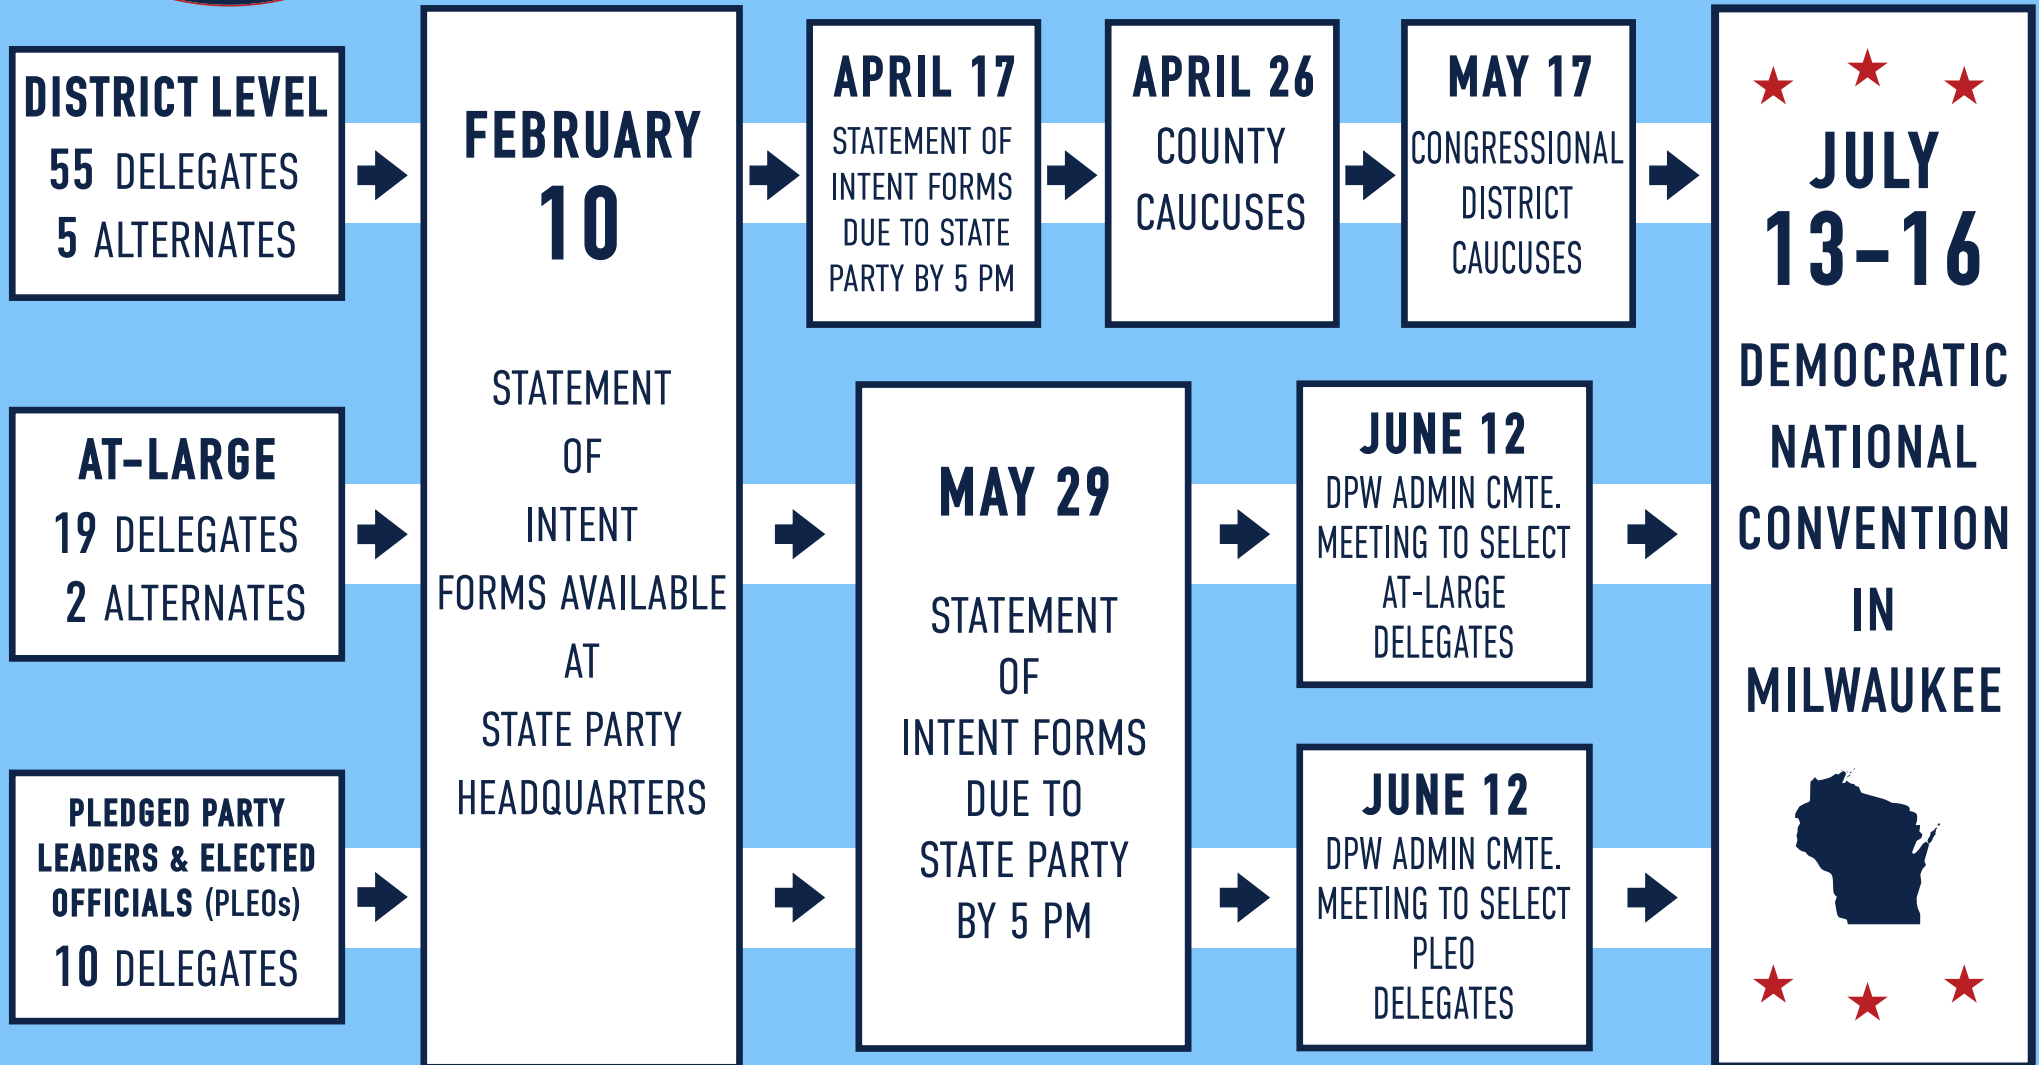 DISTRICT LEVEL
55 DELEGATES
5 ALTERNATES
AT-LARGE
19 DELEGATES
2 ALTERNATES
PLEDGED PARTY
LEADERS & ELECTED
OFFICIALS (PLEOs)
10 DELEGATES
FEBRUARY
10
STATEMENT
OF
INTENT
FORMS AVAILABLE
AT
STATE PARTY
HEADQUARTERS
APRIL 17
STATEMENT OF
INTENT FORMS
DUE TO STATE
PARTY BY 5 PM
APRIL 26
COUNTY
CAUCUSES
MAY 17
CONGRESSIONAL
DISTRICT
CAUCUSES
MAY 29
STATEMENT
OF
INTENT FORMS
DUE TO
STATE PARTY
BY 5 PM
JUNE 12
DPW ADMIN CMTE.
MEETING TO SELECT
AT-LARGE
DELEGATES
JUNE 12
DPW ADMIN CMTE.
MEETING TO SELECT
PLEO
DELEGATES
JULY
13-16
DEMOCRATIC
NATIONAL
CONVENTION
IN
MILWAUKEE